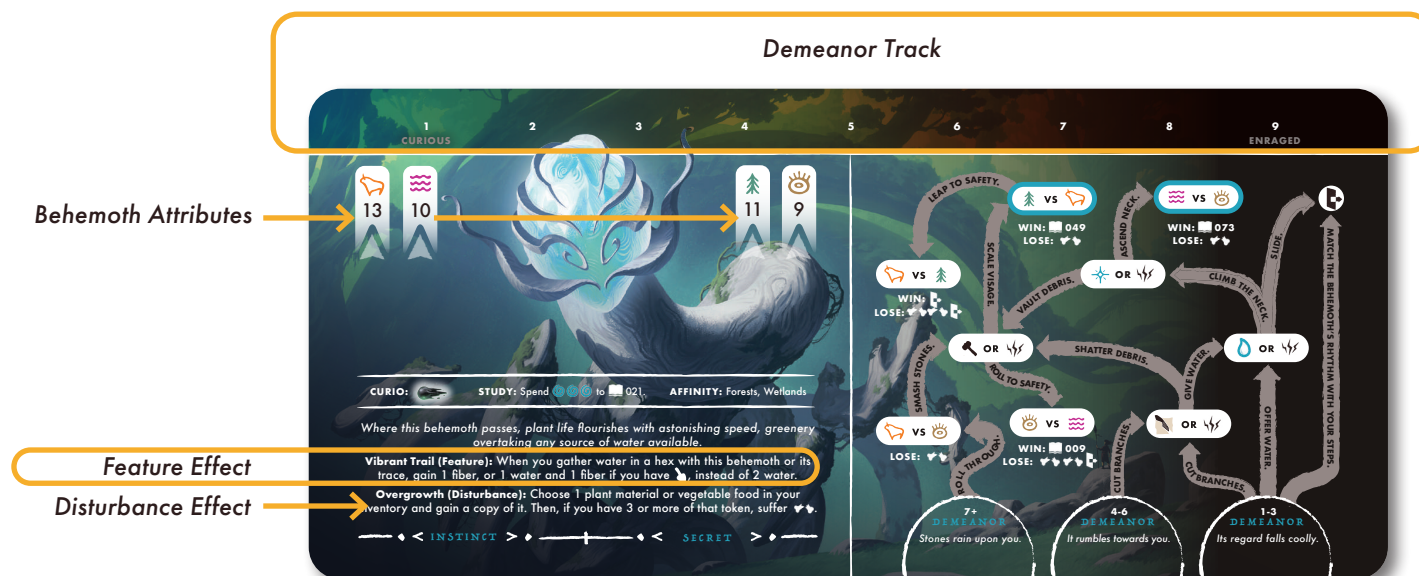 Demeanor Track
1 2 3 4 5 6 7 8 9
CURIOUS ENRAGED
Behemoth Attributes
13 10 11 9
CURIO: STUDY: Spend to 021. AFFINITY: Forests, Wetlands
Where this behemoth passes, plant life flourishes with astonishing speed, greenery
overtaking any source of water available.
Feature Effect
Vibrant Trail (Feature): When you gather water in a hex with this behemoth or its
trace, gain 1 fiber, or 1 water and 1 fiber if you have , instead of 2 water.
Disturbance Effect
Overgrowth (Disturbance): Choose 1 plant material or vegetable food in your
inventory and gain a copy of it. Then, if you have 3 or more of that token, suffer .
< INSTINCT > < SECRET >
LEAP TO SAFETY.
VS
WIN: 049
LOSE:
ASCEND NECK.
VS
WIN: 073
LOSE:
SLIDE.
MATCH THE BEHEMOTH'S RHYTHM WITH YOUR STEPS.
SCALE VISAGE.
VS
WIN:
LOSE:
VAULT DEBRIS.
OR
CLIMB THE NECK.
OR
SHATTER DEBRIS.
GIVE WATER.
OR
SMASH STONES.
ROLL TO SAFETY.
VS
LOSE:
VS
WIN: 009
LOSE:
OR
OFFER WATER.
ROLL THROUGH.
CUT BRANCHES.
CUT BRANCHES.
7+
DEMEANOR
Stones rain upon you.
4-6
DEMEANOR
It rumbles towards you.
1-3
DEMEANOR
Its regard falls coolly.